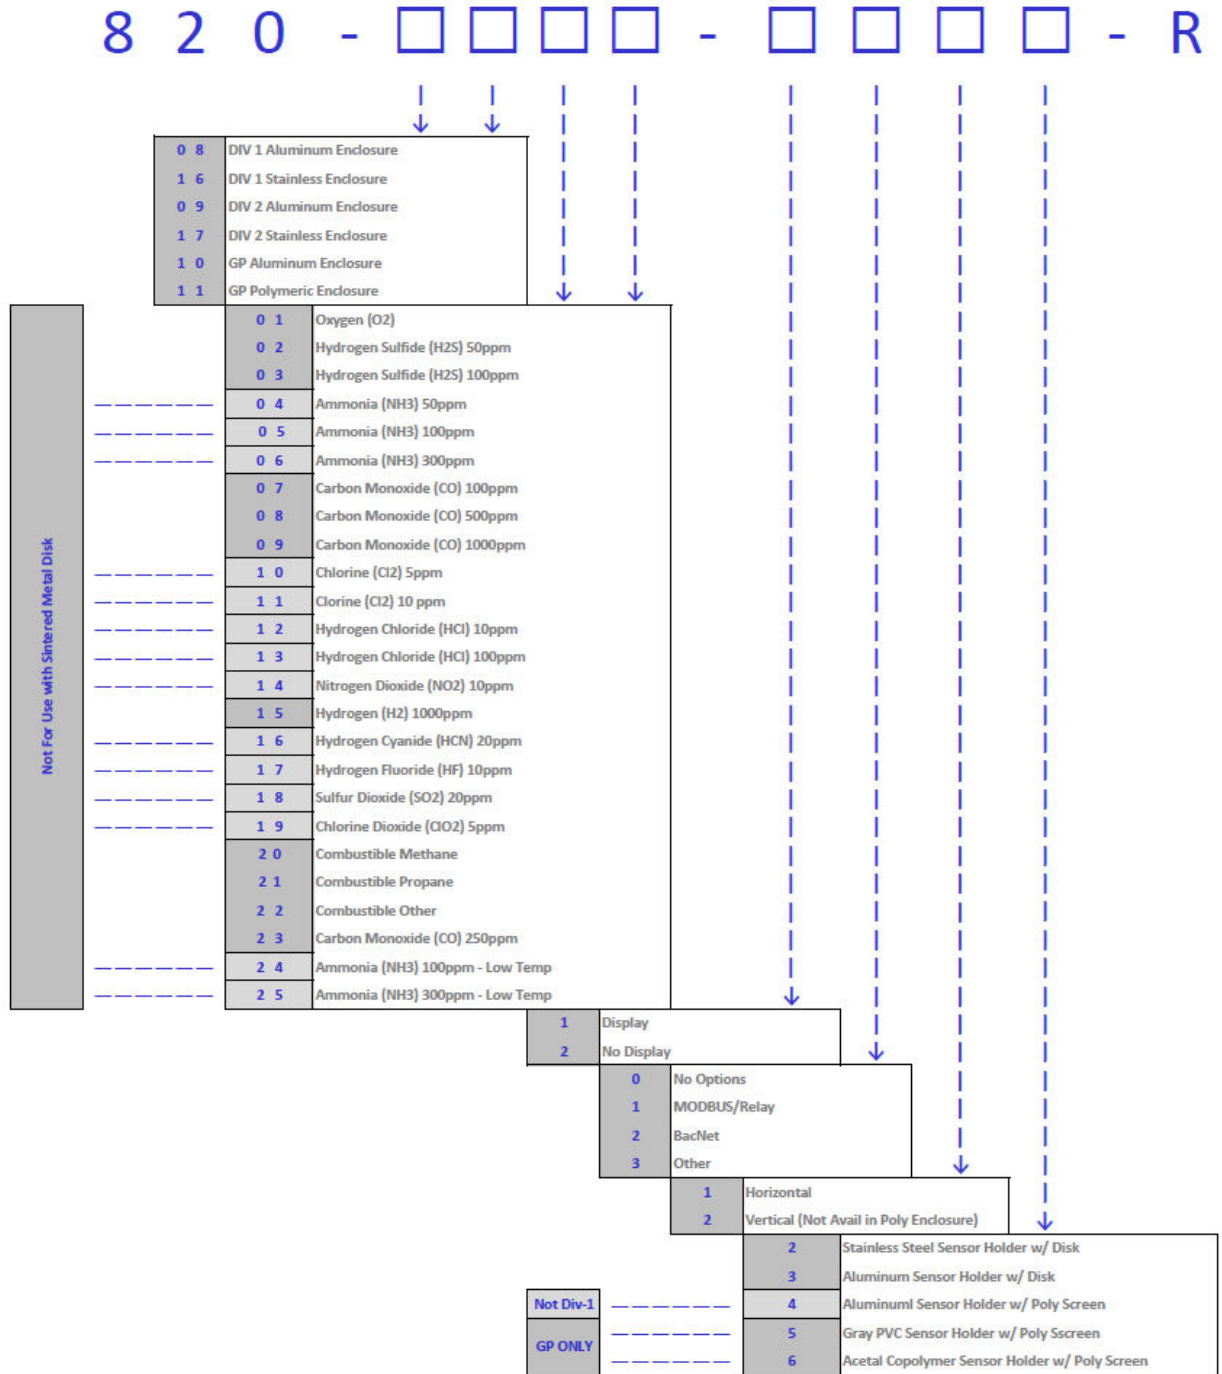 8 2 0 - □ □ □ □ - □ □ □ □ - R
0 8 DIV 1 Aluminum Enclosure
1 6 DIV 1 Stainless Enclosure
0 9 DIV 2 Aluminum Enclosure
1 7 DIV 2 Stainless Enclosure
1 0 GP Aluminum Enclosure
1 1 GP Polymeric Enclosure
Not For Use with Sintered Metal Disk
0 1 Oxygen (O2)
0 2 Hydrogen Sulfide (H2S) 50ppm
0 3 Hydrogen Sulfide (H2S) 100ppm
0 4 Ammonia (NH3) 50ppm
0 5 Ammonia (NH3) 100ppm
0 6 Ammonia (NH3) 300ppm
0 7 Carbon Monoxide (CO) 100ppm
0 8 Carbon Monoxide (CO) 500ppm
0 9 Carbon Monoxide (CO) 1000ppm
1 0 Chlorine (Cl2) 5ppm
1 1 Clorine (Cl2) 10 ppm
1 2 Hydrogen Chloride (HCl) 10ppm
1 3 Hydrogen Chloride (HCl) 100ppm
1 4 Nitrogen Dioxide (NO2) 10ppm
1 5 Hydrogen (H2) 1000ppm
1 6 Hydrogen Cyanide (HCN) 20ppm
1 7 Hydrogen Fluoride (HF) 10ppm
1 8 Sulfur Dioxide (SO2) 20ppm
1 9 Chlorine Dioxide (ClO2) 5ppm
2 0 Combustible Methane
2 1 Combustible Propane
2 2 Combustible Other
2 3 Carbon Monoxide (CO) 250ppm
2 4 Ammonia (NH3) 100ppm - Low Temp
2 5 Ammonia (NH3) 300ppm - Low Temp
1 Display
2 No Display
0 No Options
1 MODBUS/Relay
2 BacNet
3 Other
1 Horizontal
2 Vertical (Not Avail in Poly Enclosure)
2 Stainless Steel Sensor Holder w/ Disk
3 Aluminum Sensor Holder w/ Disk
Not Div-1 4 Aluminuml Sensor Holder w/ Poly Screen
GP ONLY
5 Gray PVC Sensor Holder w/ Poly Sscreen
6 Acetal Copolymer Sensor Holder w/ Poly Screen